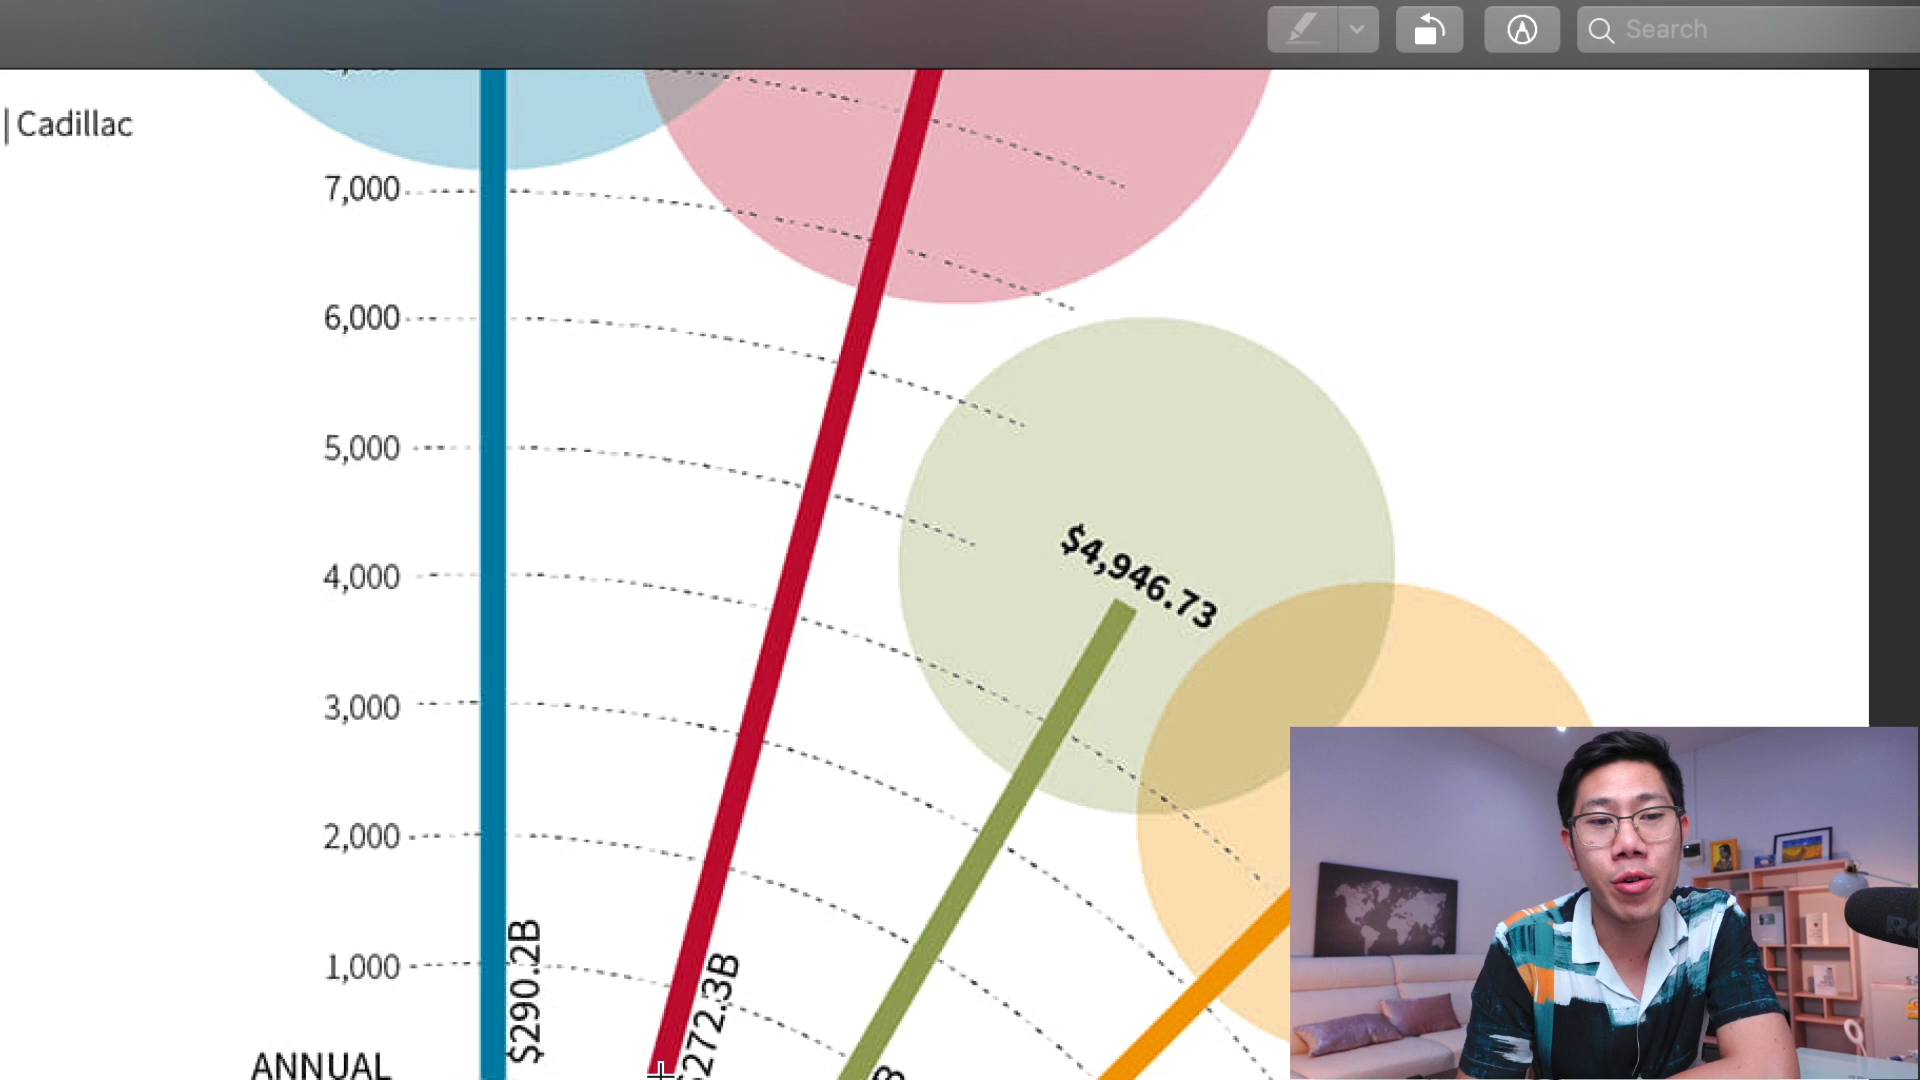 Search
| Cadillac
7,000
6,000
5,000
$4,946.73
4,000
3,000
2,000
1,000
$290.2B
$272.3B
ANNUAL